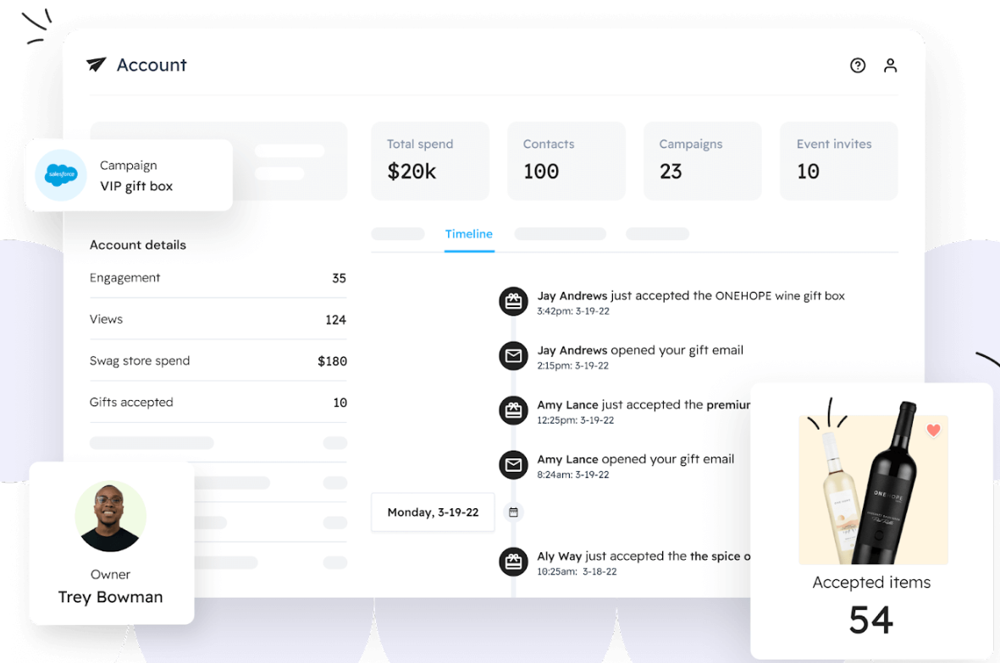 Account
Total spend
$20k
Contacts
100
Campaigns
23
Event invites
10
salesforce
Campaign
VIP gift box
Timeline
Account details
Engagement 35
Views 124
Swag store spend $180
Gifts accepted 10
Jay Andrews just accepted the ONEHOPE wine gift box
3:42pm: 3-19-22
Jay Andrews opened your gift email
2:15pm: 3-19-22
Amy Lance just accepted the premium
12:25pm: 3-19-22
Amy Lance opened your gift email
8:24am: 3-19-22
Monday, 3-19-22
Aly Way just accepted the the spice o
10:25am: 3-18-22
Owner
Trey Bowman
ONEHOPE
CABERNET SAUVIGNON
Accepted items
54